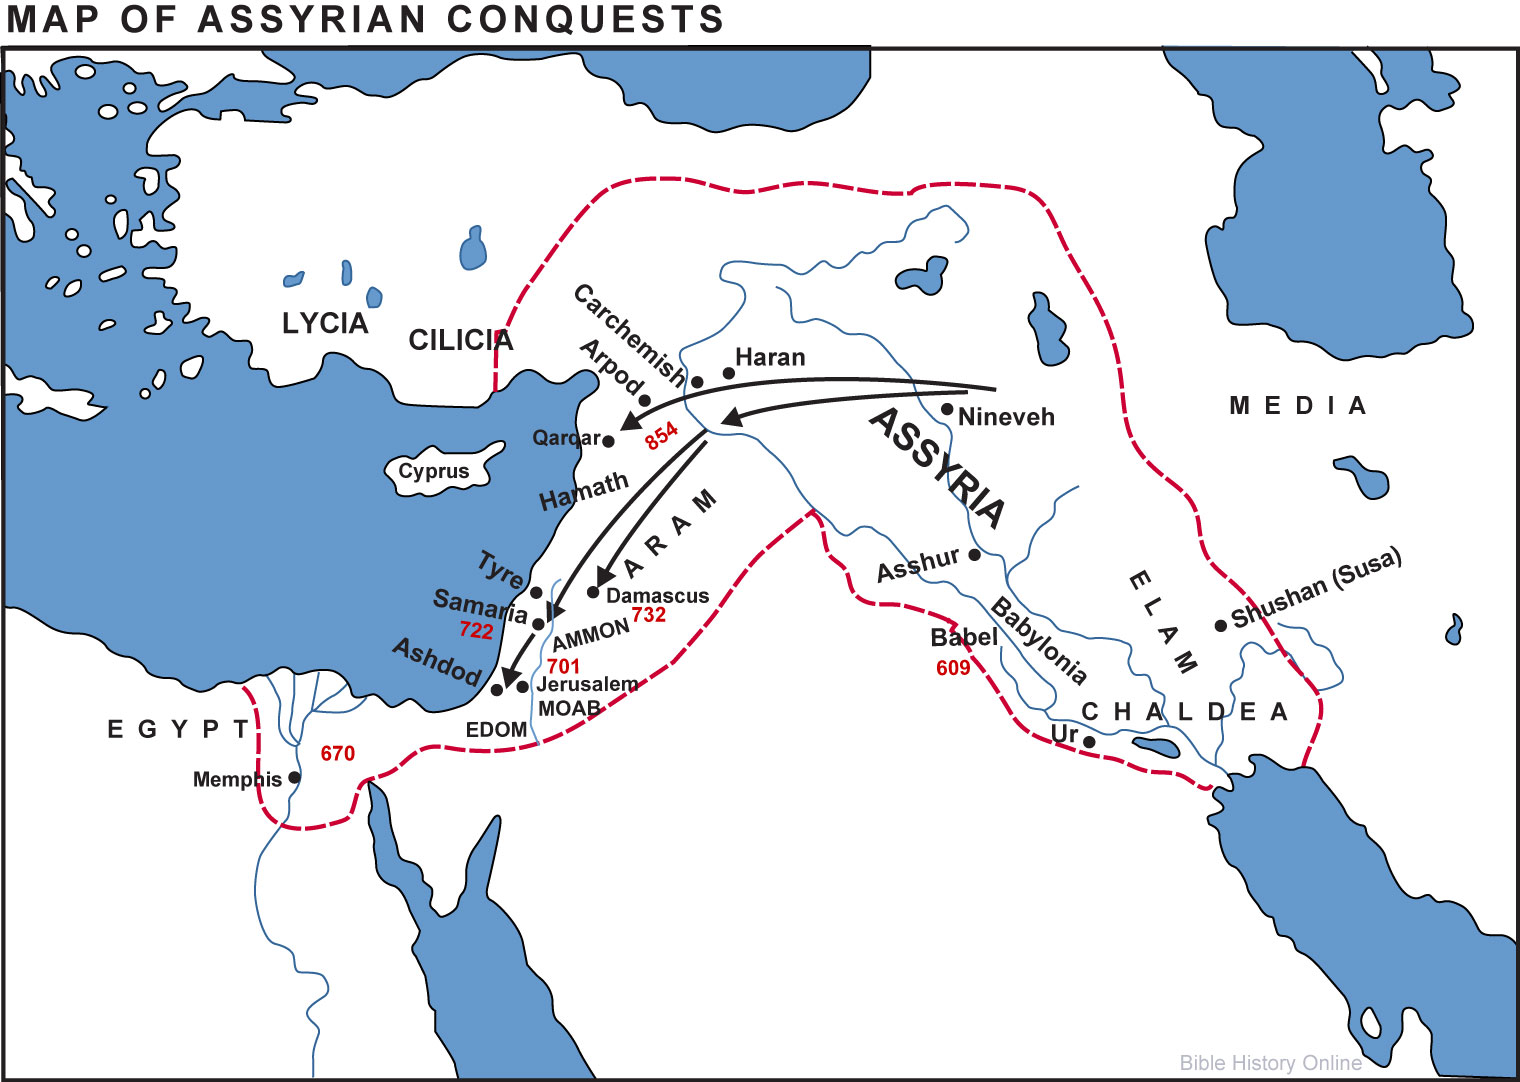 MAP OF ASSYRIAN CONQUESTS
LYCIA
CILICIA
Carchemish
Arpod
Haran
Qarqar
854
Nineveh
ASSYRIA
MEDIA
Cyprus
Hamath
ARAM
Tyre
Samaria
722
Damascus
732
AMMON
Asshur
Babylonia
ELAM
Shushan (Susa)
Babel
609
Ashdod
701
Jerusalem
MOAB
EDOM
CHALDEA
Ur
EGYPT
670
Memphis
Bible History Online